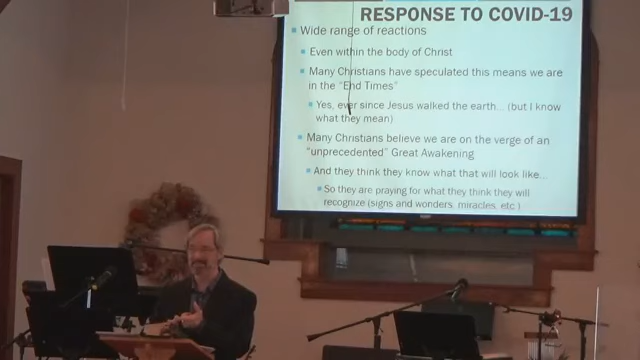 RESPONSE TO COVID-19
Wide range of reactions
Even within the body of Christ
Many Christians have speculated this means we are
in the "End Times"
Yes, ever since Jesus walked the earth... (but I know
what they mean)
Many Christians believe we are on the verge of an
"unprecedented" Great Awakening
And they think they know what that will look like...
So they are praying for what they think they will
recognize (signs and wonders, miracles, etc.)